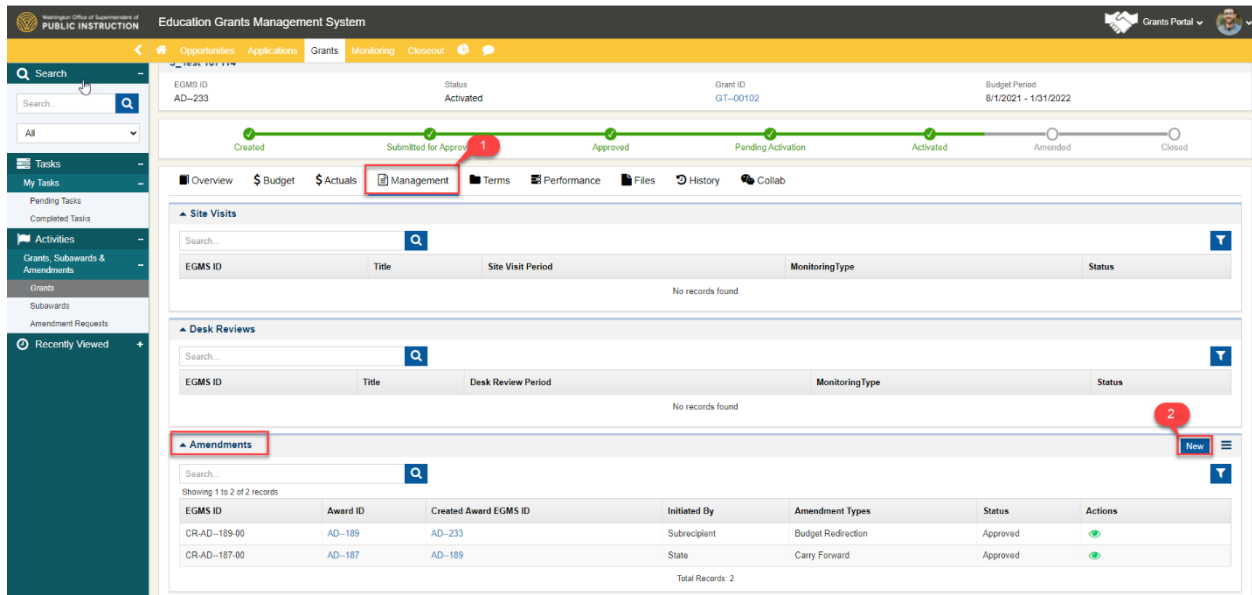 Washington Office of Superintendent of
PUBLIC INSTRUCTION
Education Grants Management System
Grants Portal
Opportunities Applications Grants Monitoring Closeout
Search
Search...
All
Tasks
My Tasks
Pending Tasks
Completed Tasks
Activities
Grants, Subawards &
Amendments
Grants
Subawards
Amendment Requests
Recently Viewed
EGMS ID Status Grant ID Budget Period
AD--233 Activated GT--00102 8/1/2021 - 1/31/2022
Created Submitted for Approv Approved Pending Activation Activated Amended Closed
1
Overview $ Budget $ Actuals Management Terms Performance Files History Collab
Site Visits
Search...
EGMS ID Title Site Visit Period MonitoringType Status
No records found
Desk Reviews
Search...
EGMS ID Title Desk Review Period MonitoringType Status
No records found
2
Amendments New
Search...
Showing 1 to 2 of 2 records
EGMS ID Award ID Created Award EGMS ID Initiated By Amendment Types Status Actions
CR-AD--189-00 AD--189 AD--233 Subrecipient Budget Redirection Approved
CR-AD--187-00 AD--187 AD--189 State Carry Forward Approved
Total Records: 2